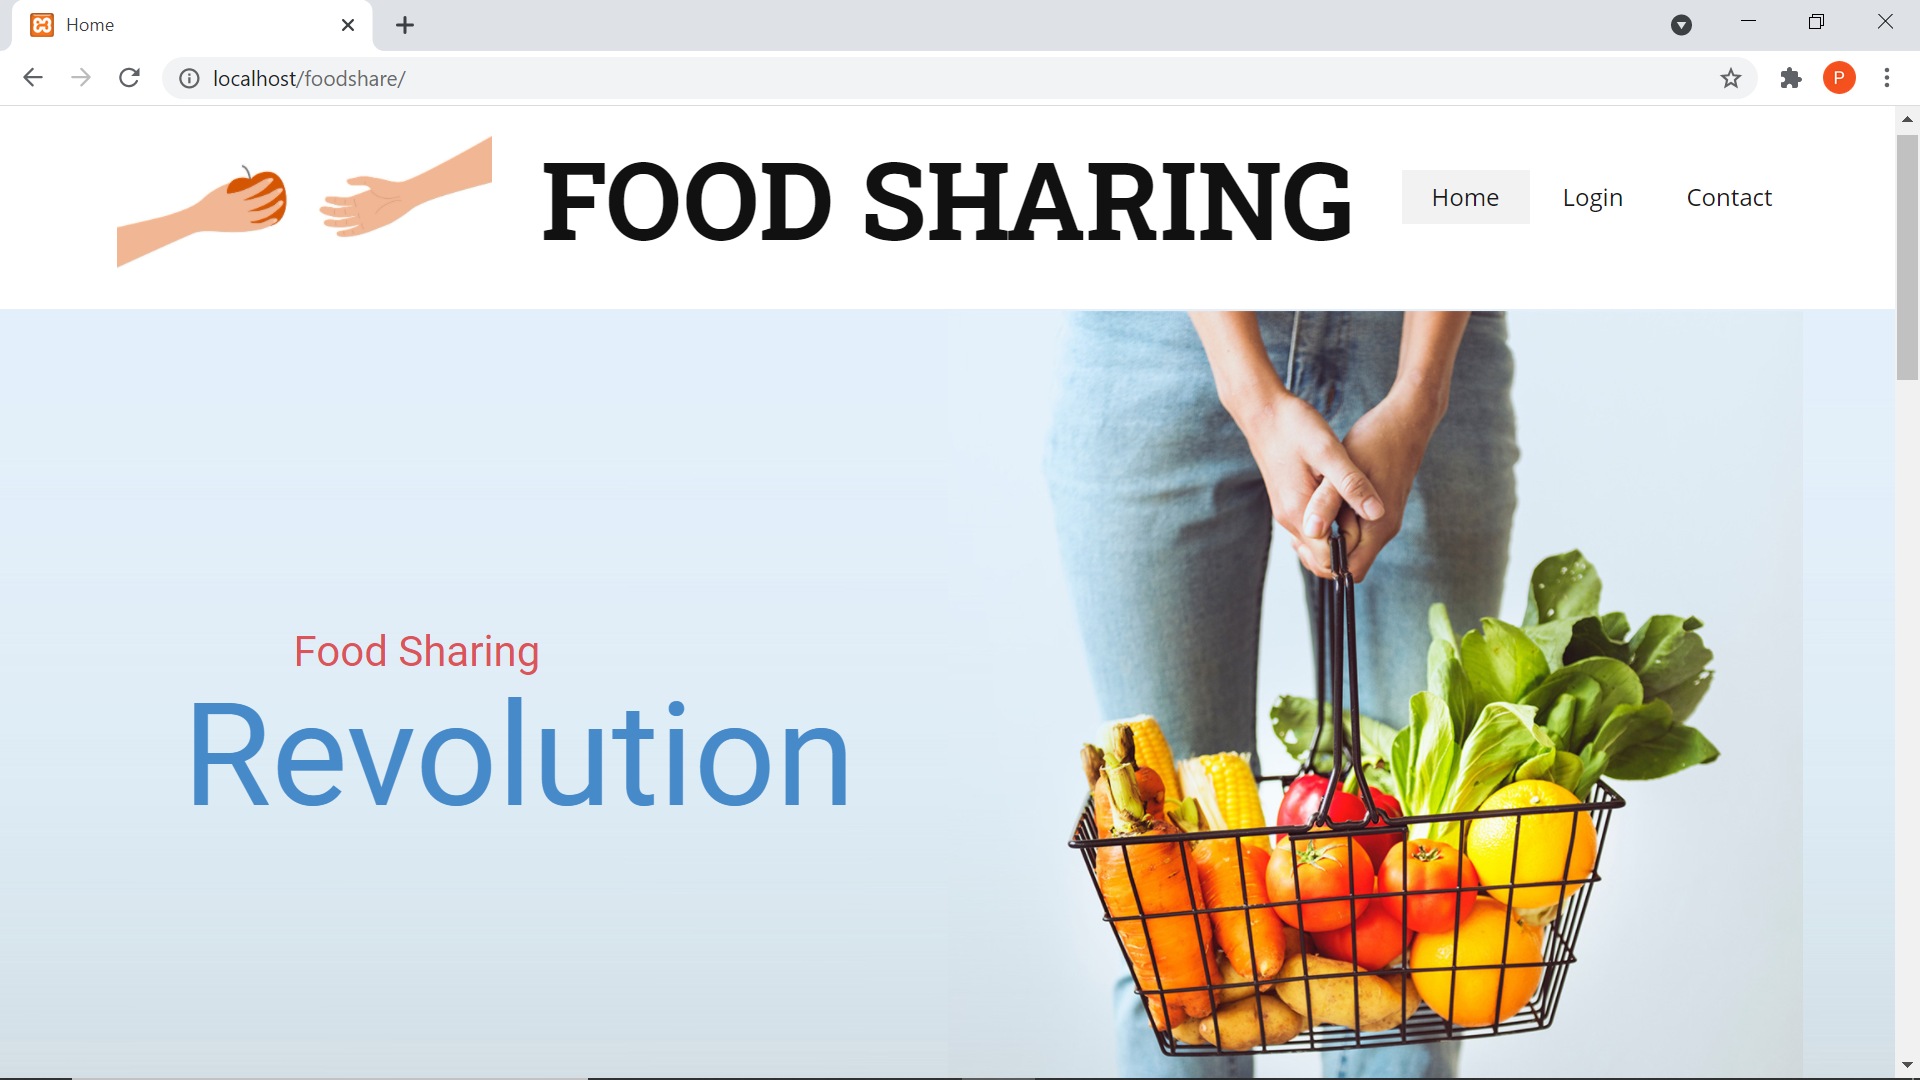 Home
localhost/foodshare/
P
FOOD SHARING
Home Login Contact
Food Sharing
Revolution